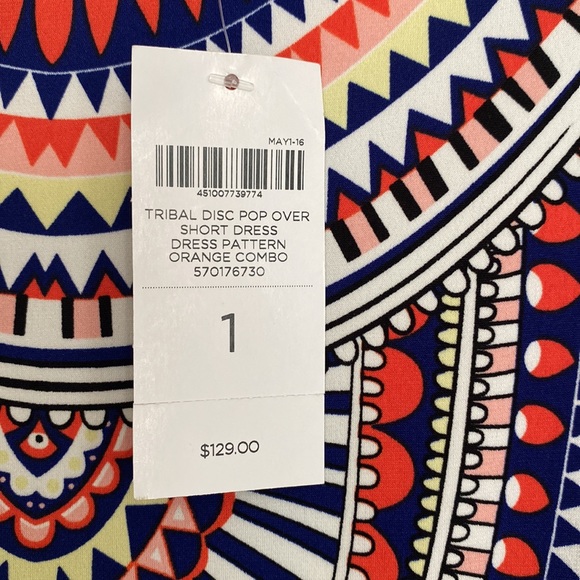 MAY1-16
451007739774
TRIBAL DISC POP OVER
SHORT DRESS
DRESS PATTERN
ORANGE COMBO
570176730
1
$129.00